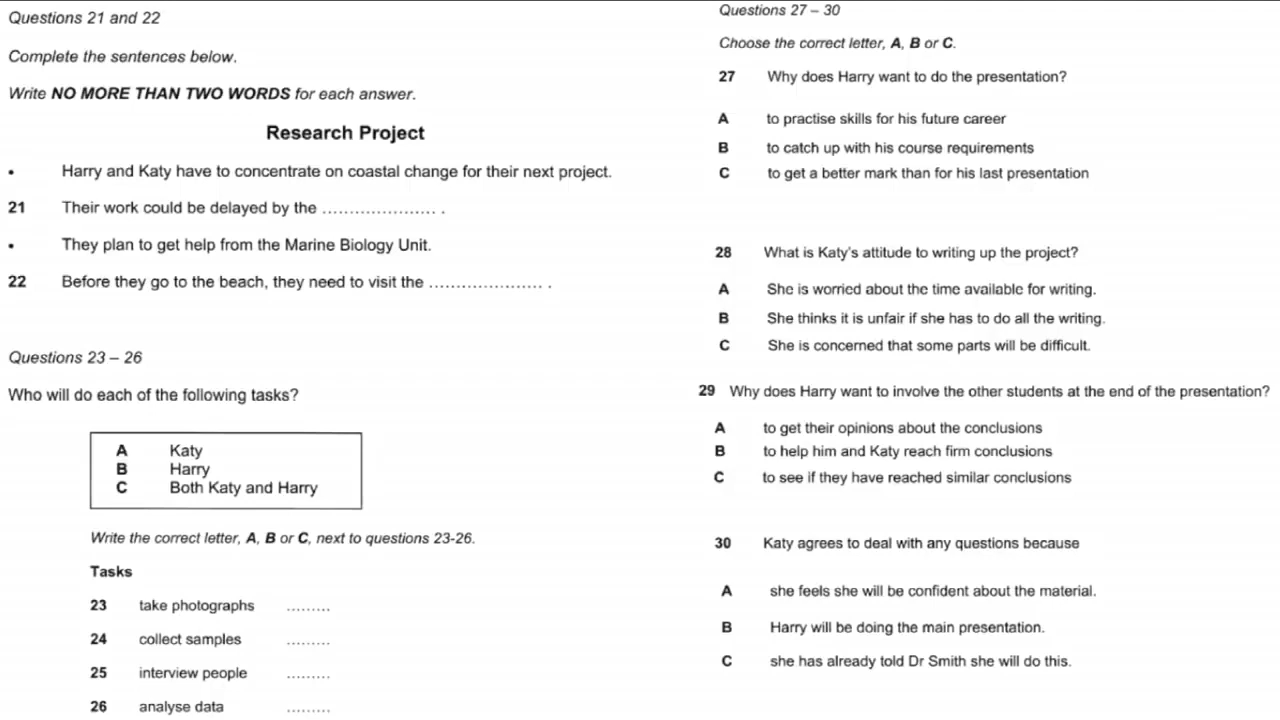 Questions 21 and 22
Complete the sentences below.
Write NO MORE THAN TWO WORDS for each answer.
Research Project
• Harry and Katy have to concentrate on coastal change for their next project.
21 Their work could be delayed by the ..................... .
• They plan to get help from the Marine Biology Unit.
22 Before they go to the beach, they need to visit the ..................... .
Questions 23 – 26
Who will do each of the following tasks?
A Katy
B Harry
C Both Katy and Harry
Write the correct letter, A, B or C, next to questions 23-26.
Tasks
23 take photographs .........
24 collect samples .........
25 interview people .........
26 analyse data .........
Questions 27 – 30
Choose the correct letter, A, B or C.
27 Why does Harry want to do the presentation?
A to practise skills for his future career
B to catch up with his course requirements
C to get a better mark than for his last presentation
28 What is Katy's attitude to writing up the project?
A She is worried about the time available for writing.
B She thinks it is unfair if she has to do all the writing.
C She is concerned that some parts will be difficult.
29 Why does Harry want to involve the other students at the end of the presentation?
A to get their opinions about the conclusions
B to help him and Katy reach firm conclusions
C to see if they have reached similar conclusions
30 Katy agrees to deal with any questions because
A she feels she will be confident about the material.
B Harry will be doing the main presentation.
C she has already told Dr Smith she will do this.